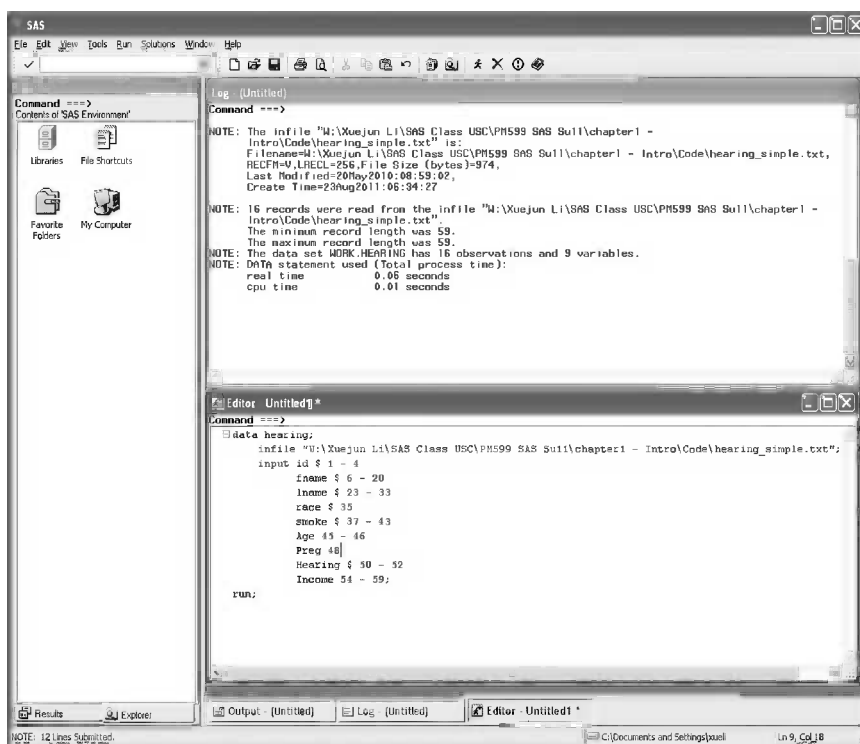 SAS
File Edit View Tools Run Solutions Window Help
Command ===>
Contents of 'SAS Environment'
Libraries File Shortcuts
Favorite Folders
My Computer
Log - (Untitled)
Command ===>
NOTE: The infile "W:\Xuejun Li\SAS Class USC\PM599 SAS Su11\chapter1 -
Intro\Code\hearing_simple.txt" is:
Filename=W:\Xuejun Li\SAS Class USC\PM599 SAS Su11\chapter1 - Intro\Code\hearing_simple.txt,
RECFM=V,LRECL=256,File Size (bytes)=974,
Last Modified=20May2010:08:59:02,
Create Time=23Aug2011:06:34:27
NOTE: 16 records were read from the infile "W:\Xuejun Li\SAS Class USC\PM599 SAS Su11\chapter1 -
Intro\Code\hearing_simple.txt".
The minimum record length was 59.
The maximum record length was 59.
NOTE: The data set WORK.HEARING has 16 observations and 9 variables.
NOTE: DATA statement used (Total process time):
real time 0.06 seconds
cpu time 0.01 seconds
Editor - Untitled1 *
Command ===>
data hearing;
infile "W:\Xuejun Li\SAS Class USC\PM599 SAS Su11\chapter1 - Intro\Code\hearing_simple.txt";
input id $ 1 - 4
fname $ 6 - 20
lname $ 23 - 33
race $ 35
smoke $ 37 - 43
Age 45 - 46
Preg 48
Hearing $ 50 - 52
Income 54 - 59;
run;
Results Explorer
Output - (Untitled) Log - (Untitled) Editor - Untitled1 *
NOTE: 12 Lines Submitted.
C:\Documents and Settings\xueli
Ln 9, Col 18